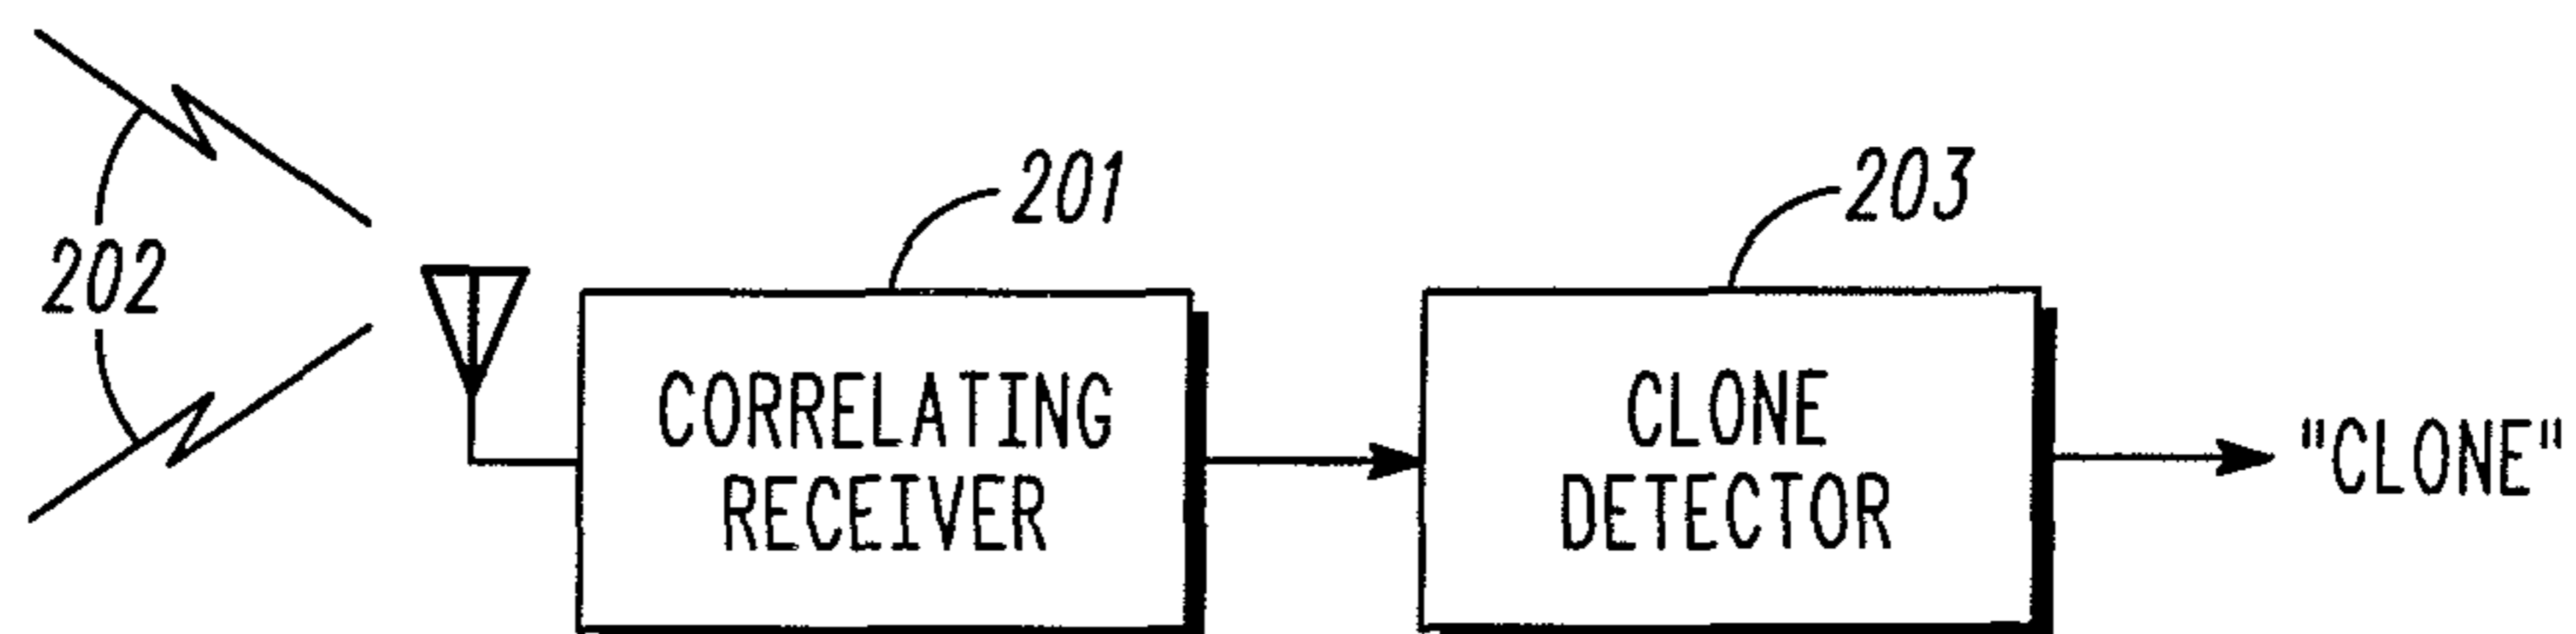 201
203
202
CORRELATING
RECEIVER
CLONE
DETECTOR
"CLONE"